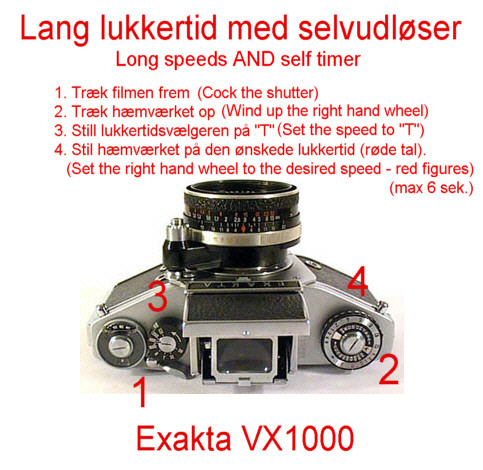 Lang lukkertid med selvudløser
Long speeds AND self timer
1. Træk filmen frem (Cock the shutter)
2. Træk hæmværket op (Wind up the right hand wheel)
3. Still lukkertidsvælgeren på "T" (Set the speed to "T")
4. Stil hæmværket på den ønskede lukkertid (røde tal).
(Set the right hand wheel to the desired speed - red figures)
(max 6 sek.)
EXAKTA
3
4
1
2
Exakta VX1000